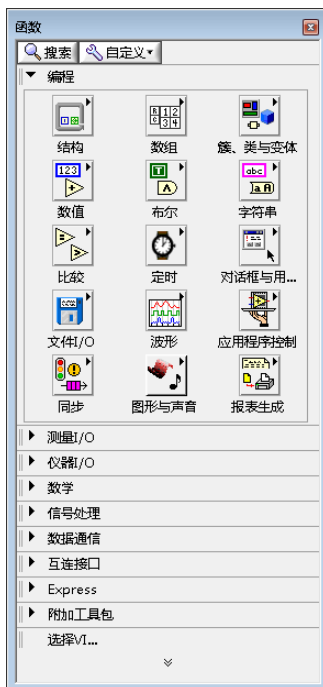 函数
搜索 自定义
编程
结构 数组 簇、类与变体
数值 布尔 字符串
比较 定时 对话框与用...
文件I/O 波形 应用程序控制
同步 图形与声音 报表生成
测量I/O
仪器I/O
数学
信号处理
数据通信
互连接口
Express
附加工具包
选择VI...